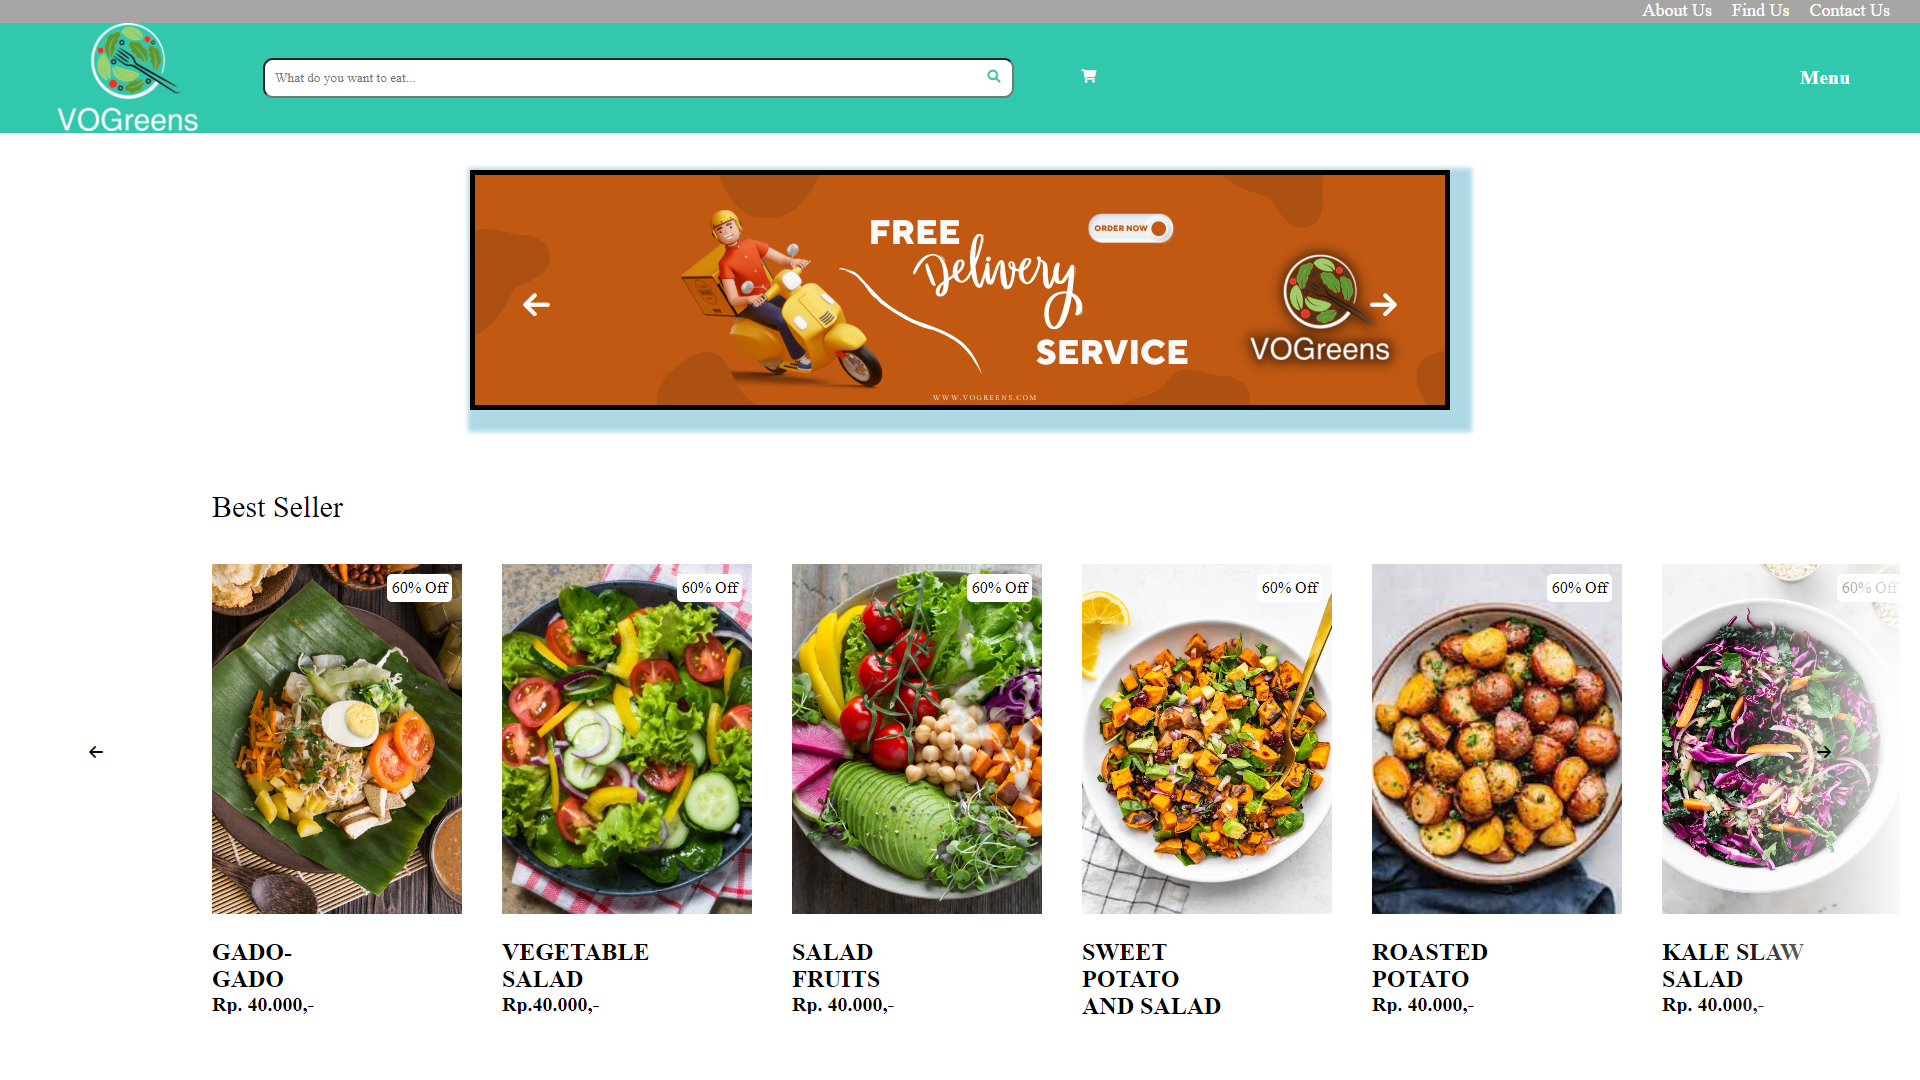 About Us Find Us Contact Us
VOGreens
What do you want to eat...
Menu
FREE
Delivery
SERVICE
ORDER NOW
VOGreens
WWW.VOGREENS.COM
Best Seller
60% Off
60% Off
60% Off
60% Off
60% Off
60% Off
GADO-
GADO
Rp. 40.000,-
VEGETABLE
SALAD
Rp.40.000,-
SALAD
FRUITS
Rp. 40.000,-
SWEET
POTATO
AND SALAD
ROASTED
POTATO
Rp. 40.000,-
KALE SLAW
SALAD
Rp. 40.000,-